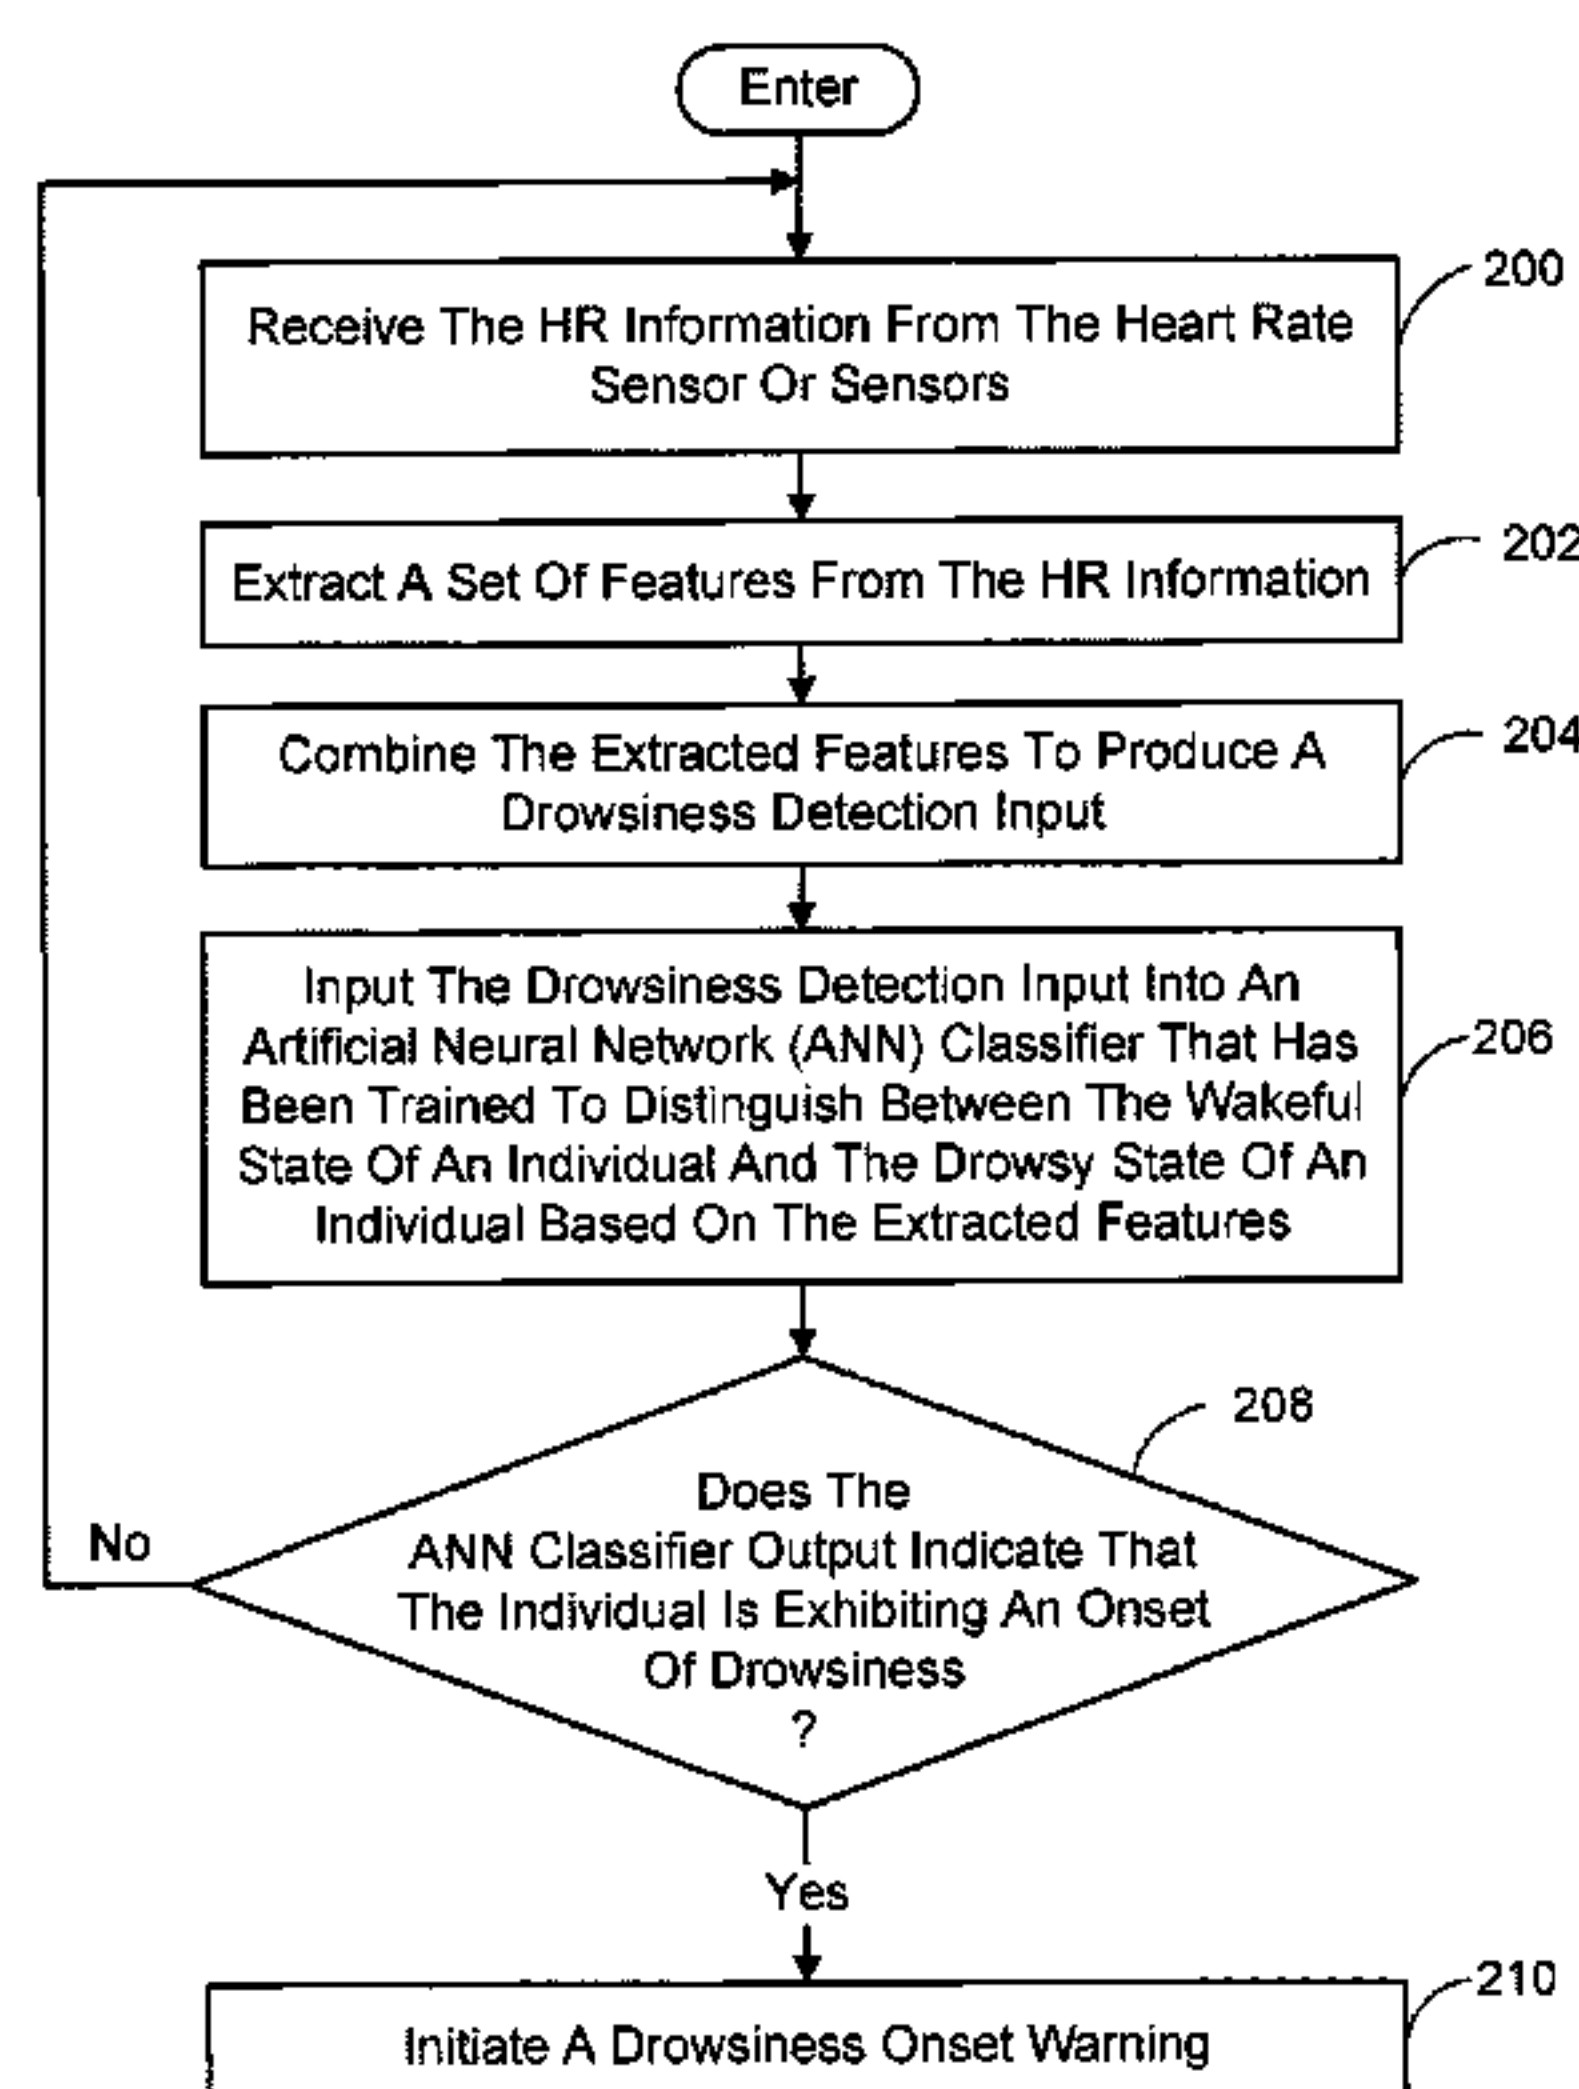 Enter
200
Receive The HR Information From The Heart Rate
Sensor Or Sensors
202
Extract A Set Of Features From The HR Information
204
Combine The Extracted Features To Produce A
Drowsiness Detection Input
206
Input The Drowsiness Detection Input Into An
Artificial Neural Network (ANN) Classifier That Has
Been Trained To Distinguish Between The Wakeful
State Of An Individual And The Drowsy State Of An
Individual Based On The Extracted Features
208
Does The
ANN Classifier Output Indicate That
The Individual Is Exhibiting An Onset
Of Drowsiness
?
No
Yes
210
Initiate A Drowsiness Onset Warning